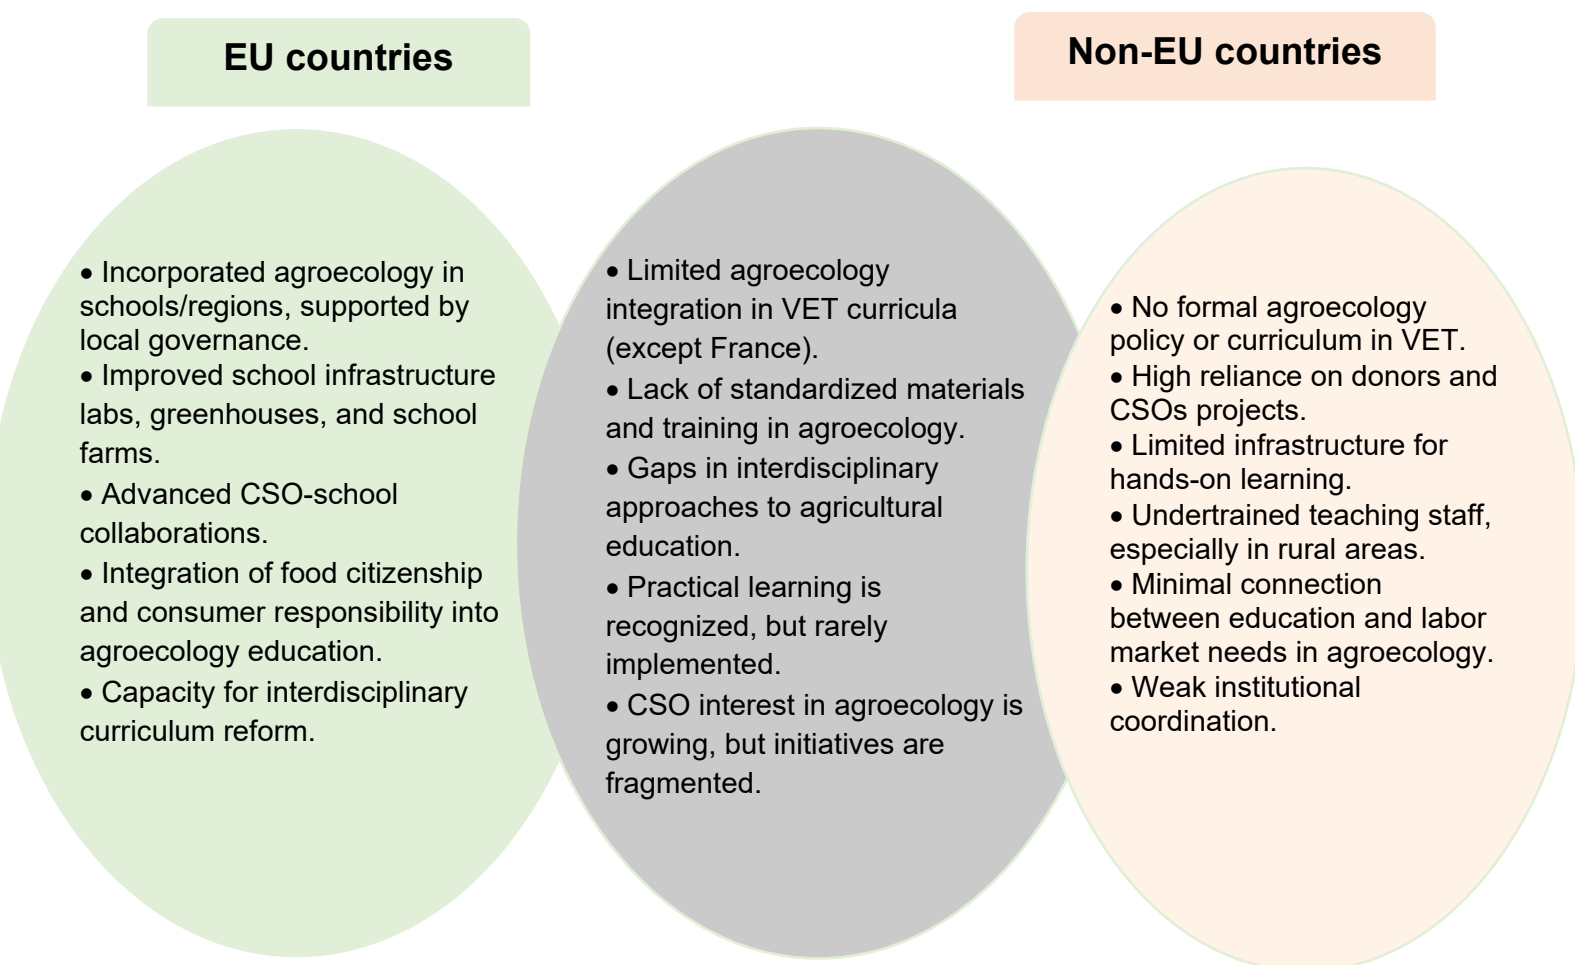 EU countries
Non-EU countries
• Incorporated agroecology in
schools/regions, supported by
local governance.
• Improved school infrastructure
labs, greenhouses, and school
farms.
• Advanced CSO-school
collaborations.
• Integration of food citizenship
and consumer responsibility into
agroecology education.
• Capacity for interdisciplinary
curriculum reform.
• Limited agroecology
integration in VET curricula
(except France).
• Lack of standardized materials
and training in agroecology.
• Gaps in interdisciplinary
approaches to agricultural
education.
• Practical learning is
recognized, but rarely
implemented.
• CSO interest in agroecology is
growing, but initiatives are
fragmented.
• No formal agroecology
policy or curriculum in VET.
• High reliance on donors and
CSOs projects.
• Limited infrastructure for
hands-on learning.
• Undertrained teaching staff,
especially in rural areas.
• Minimal connection
between education and labor
market needs in agroecology.
• Weak institutional
coordination.